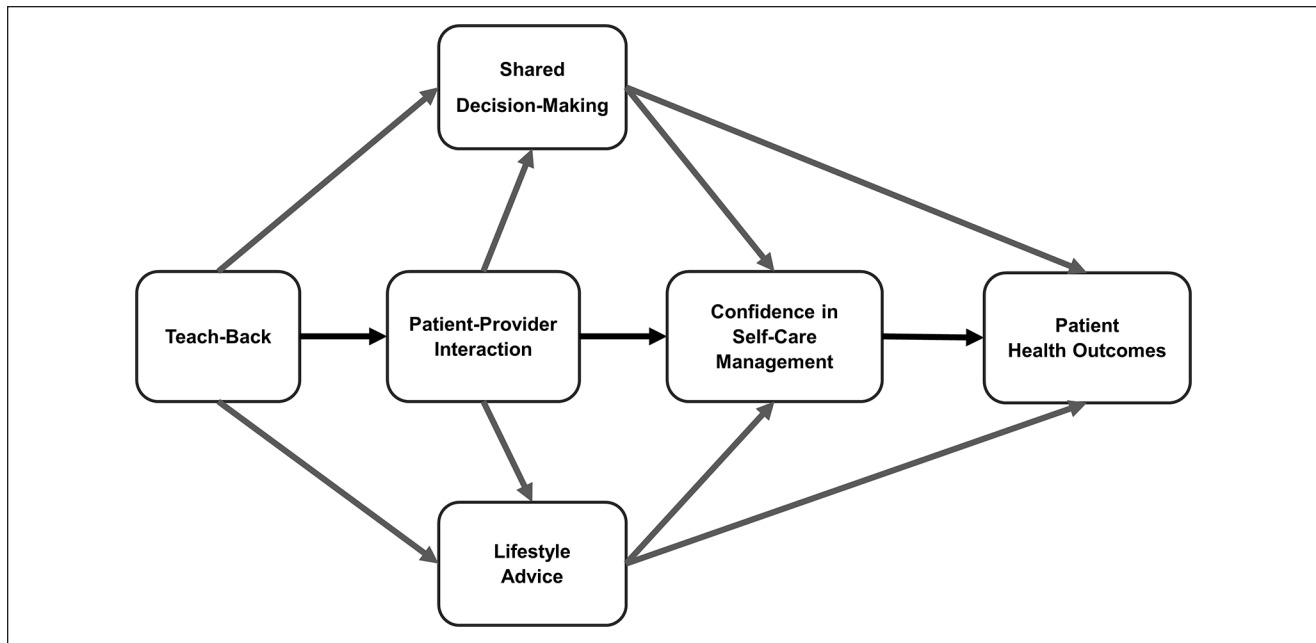 Shared
Decision-Making
Teach-Back
Patient-Provider
Interaction
Confidence in
Self-Care
Management
Patient
Health Outcomes
Lifestyle
Advice